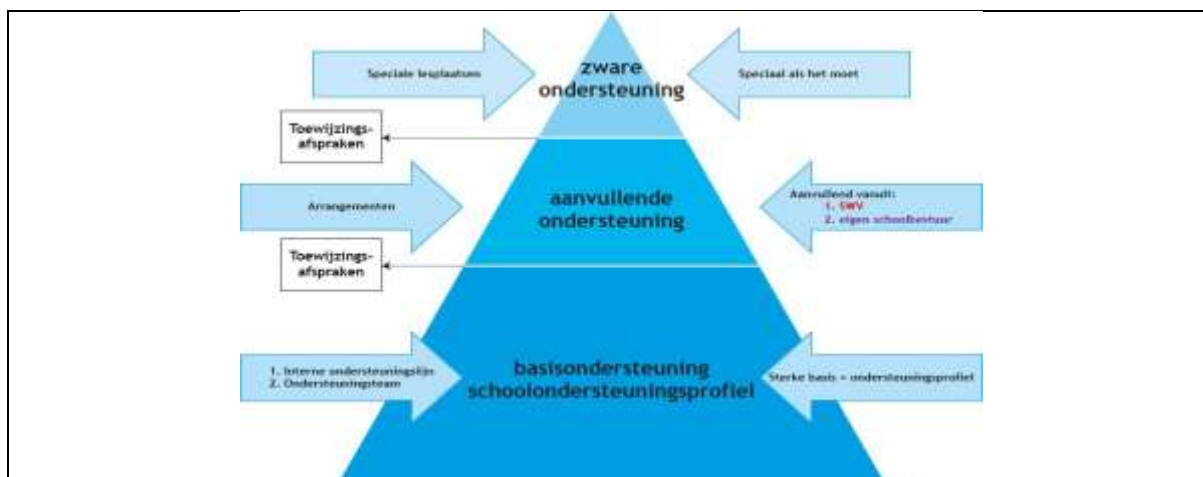 Speciale lesplaatsen
zware
ondersteuning
Speciaal als het moet
Toewijzings-
afspraken
Arrangementen
aanvullende
ondersteuning
Aanvullend vanuit:
1. SWV
2. eigen schoolbestuur
Toewijzings-
afspraken
1. Interne ondersteuningslijn
2. Ondersteuningsteam
basisondersteuning
schoolondersteuningsprofiel
Sterke basis = ondersteuningsprofiel